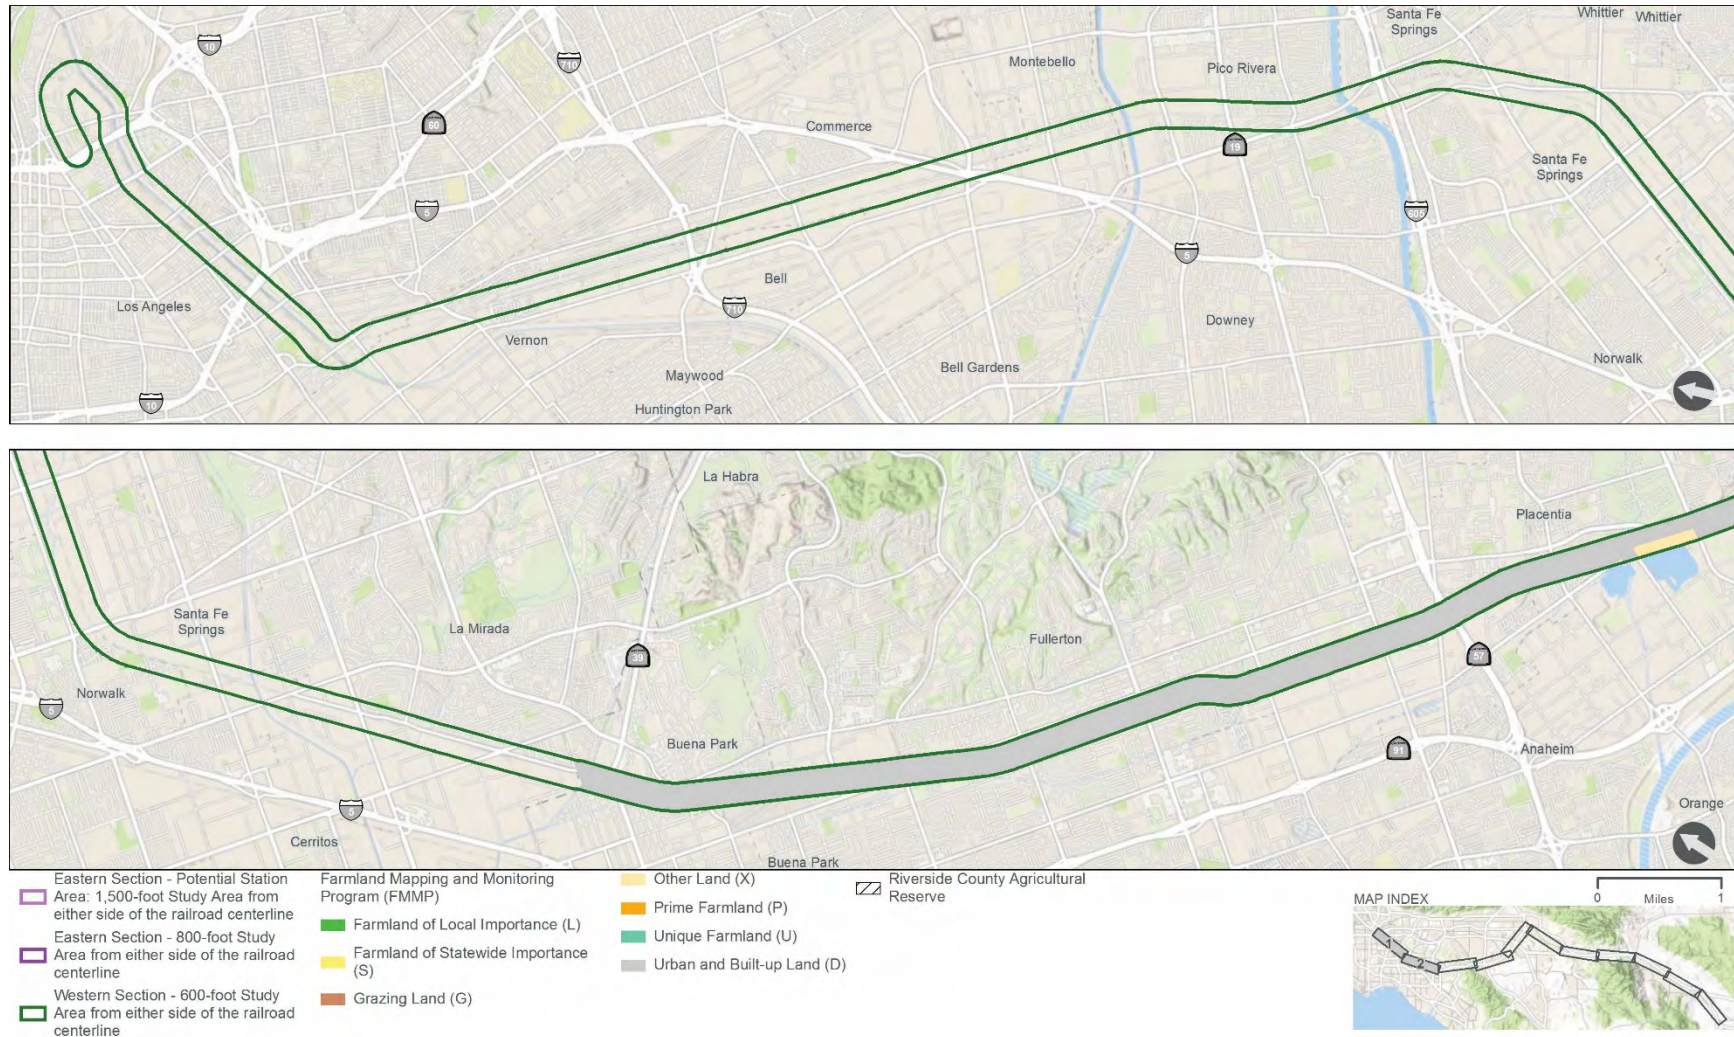 Santa Fe
Springs
Whittier
Whittier
10
710
Montebello
Pico Rivera
60
Commerce
19
Santa Fe
Springs
5
605
5
Bell
Los Angeles
710
Downey
Vernon
Norwalk
Bell Gardens
Maywood
10
Huntington Park
La Habra
Placentia
Santa Fe
Springs
La Mirada
Fullerton
39
57
Norwalk
5
Buena Park
91
Anaheim
5
Orange
Cerritos
Buena Park
Eastern Section - Potential Station
Area: 1,500-foot Study Area from
either side of the railroad centerline
Eastern Section - 800-foot Study
Area from either side of the railroad
centerline
Western Section - 600-foot Study
Area from either side of the railroad
centerline
Farmland Mapping and Monitoring
Program (FMMP)
Farmland of Local Importance (L)
Farmland of Statewide Importance
(S)
Grazing Land (G)
Other Land (X)
Prime Farmland (P)
Unique Farmland (U)
Urban and Built-up Land (D)
Riverside County Agricultural
Reserve
MAP INDEX
0 Miles 1
1
2